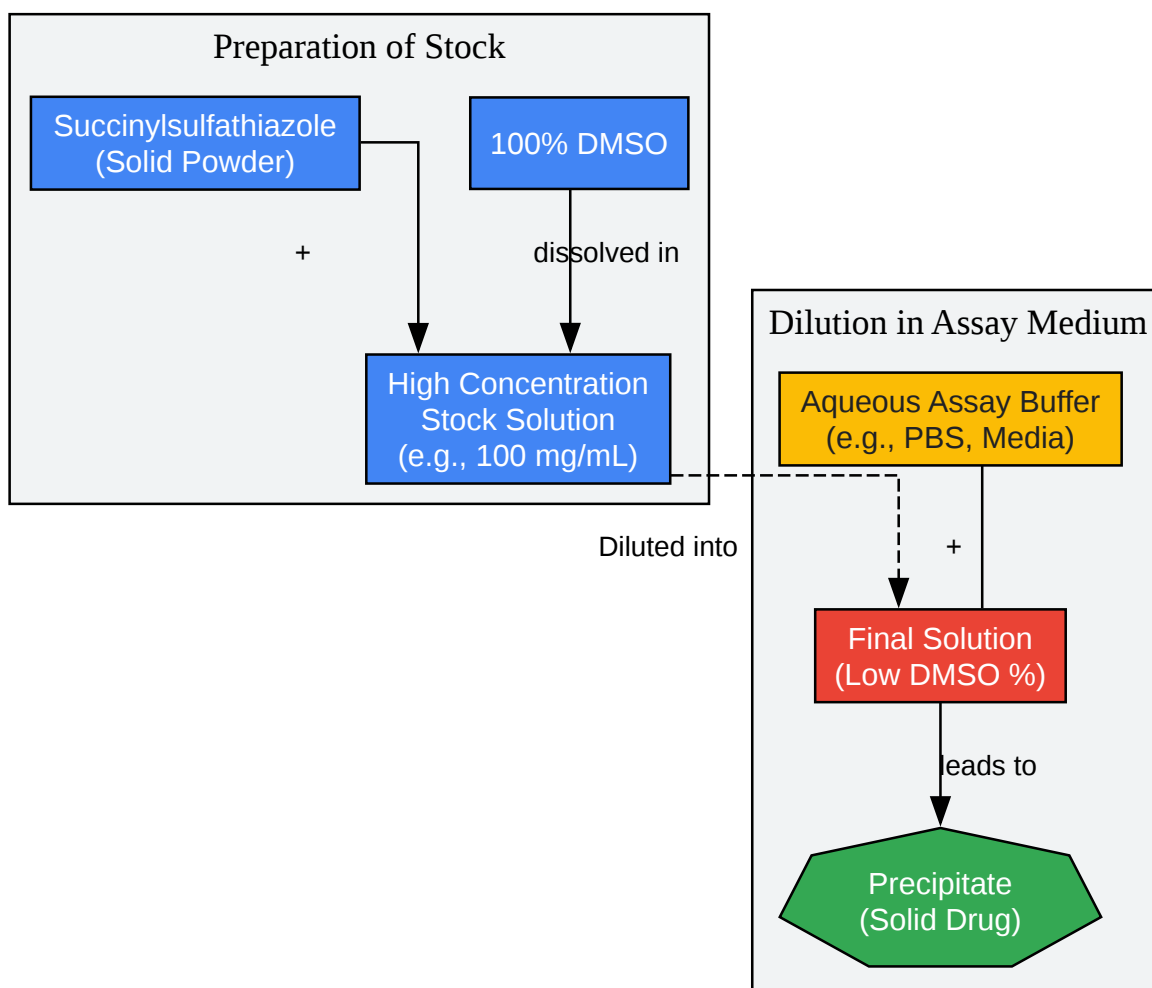 Preparation of Stock
Succinylsulfathiazole
(Solid Powder)
100% DMSO
+
dissolved in
High Concentration
Stock Solution
(e.g., 100 mg/mL)
Diluted into
Dilution in Assay Medium
Aqueous Assay Buffer
(e.g., PBS, Media)
+
Final Solution
(Low DMSO %)
leads to
Precipitate
(Solid Drug)